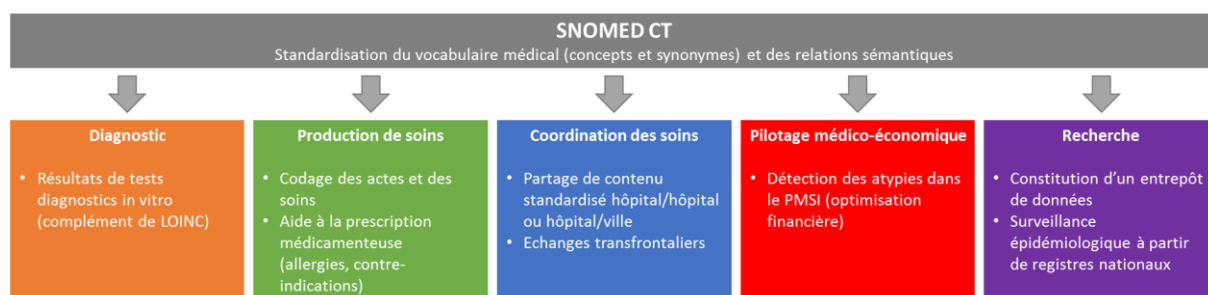 SNOMED CT
Standardisation du vocabulaire médical (concepts et synonymes) et des relations sémantiques
Diagnostic
• Résultats de tests
diagnostics in vitro
(complément de LOINC)
Production de soins
• Codage des actes et des
soins
• Aide à la prescription
médicamenteuse
(allergies, contre-
indications)
Coordination des soins
• Partage de contenu
standardisé hôpital/hôpital
ou hôpital/ville
• Echanges transfrontaliers
Pilotage médico-économique
• Détection des atypies dans
le PMSI (optimisation
financière)
Recherche
• Constitution d’un entrepôt
de données
• Surveillance
épidémiologique à partir
de registres nationaux